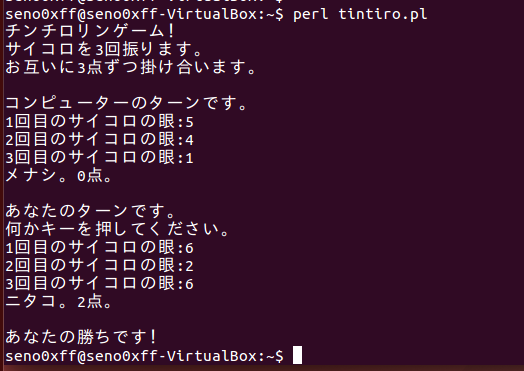 seno0xff@seno0xff-VirtualBox:~$ perl tintiro.pl
チンチロリンゲーム!
サイコロを3回振ります。
お互いに3点ずつ掛け合います。
コンピューターのターンです。
1回目のサイコロの眼:5
2回目のサイコロの眼:4
3回目のサイコロの眼:1
メナシ。0点。
あなたのターンです。
何かキーを押してください。
1回目のサイコロの眼:6
2回目のサイコロの眼:2
3回目のサイコロの眼:6
ニタコ。2点。
あなたの勝ちです!
seno0xff@seno0xff-VirtualBox:~$